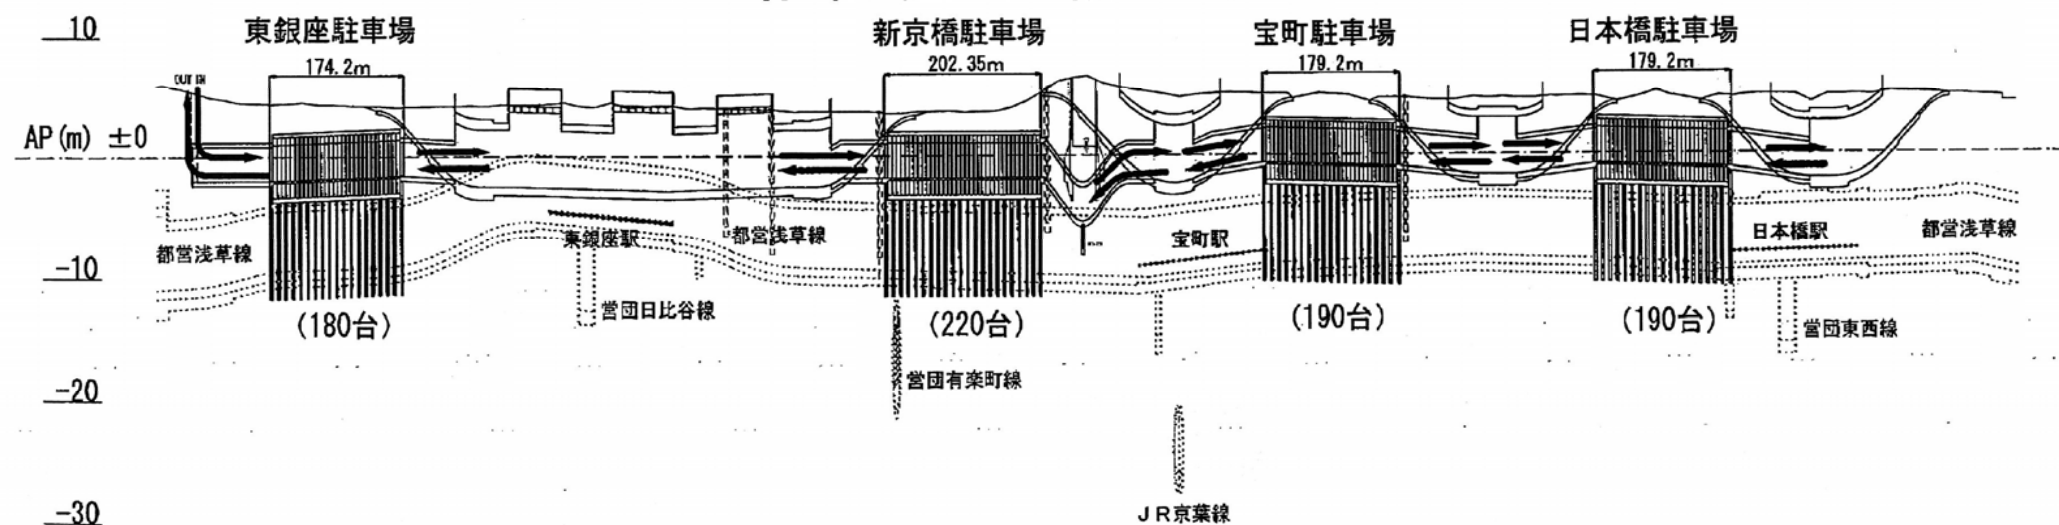 10
東銀座駐車場
新京橋駐車場
宝町駐車場
日本橋駐車場
174.2m
202.35m
179.2m
179.2m
OUT IN
AP(m) ±0
都営浅草線
東銀座駅
都営浅草線
宝町駅
日本橋駅
都営浅草線
-10
(180台)
営団日比谷線
(220台)
(190台)
(190台)
営団東西線
営団有楽町線
-20
JR京葉線
-30